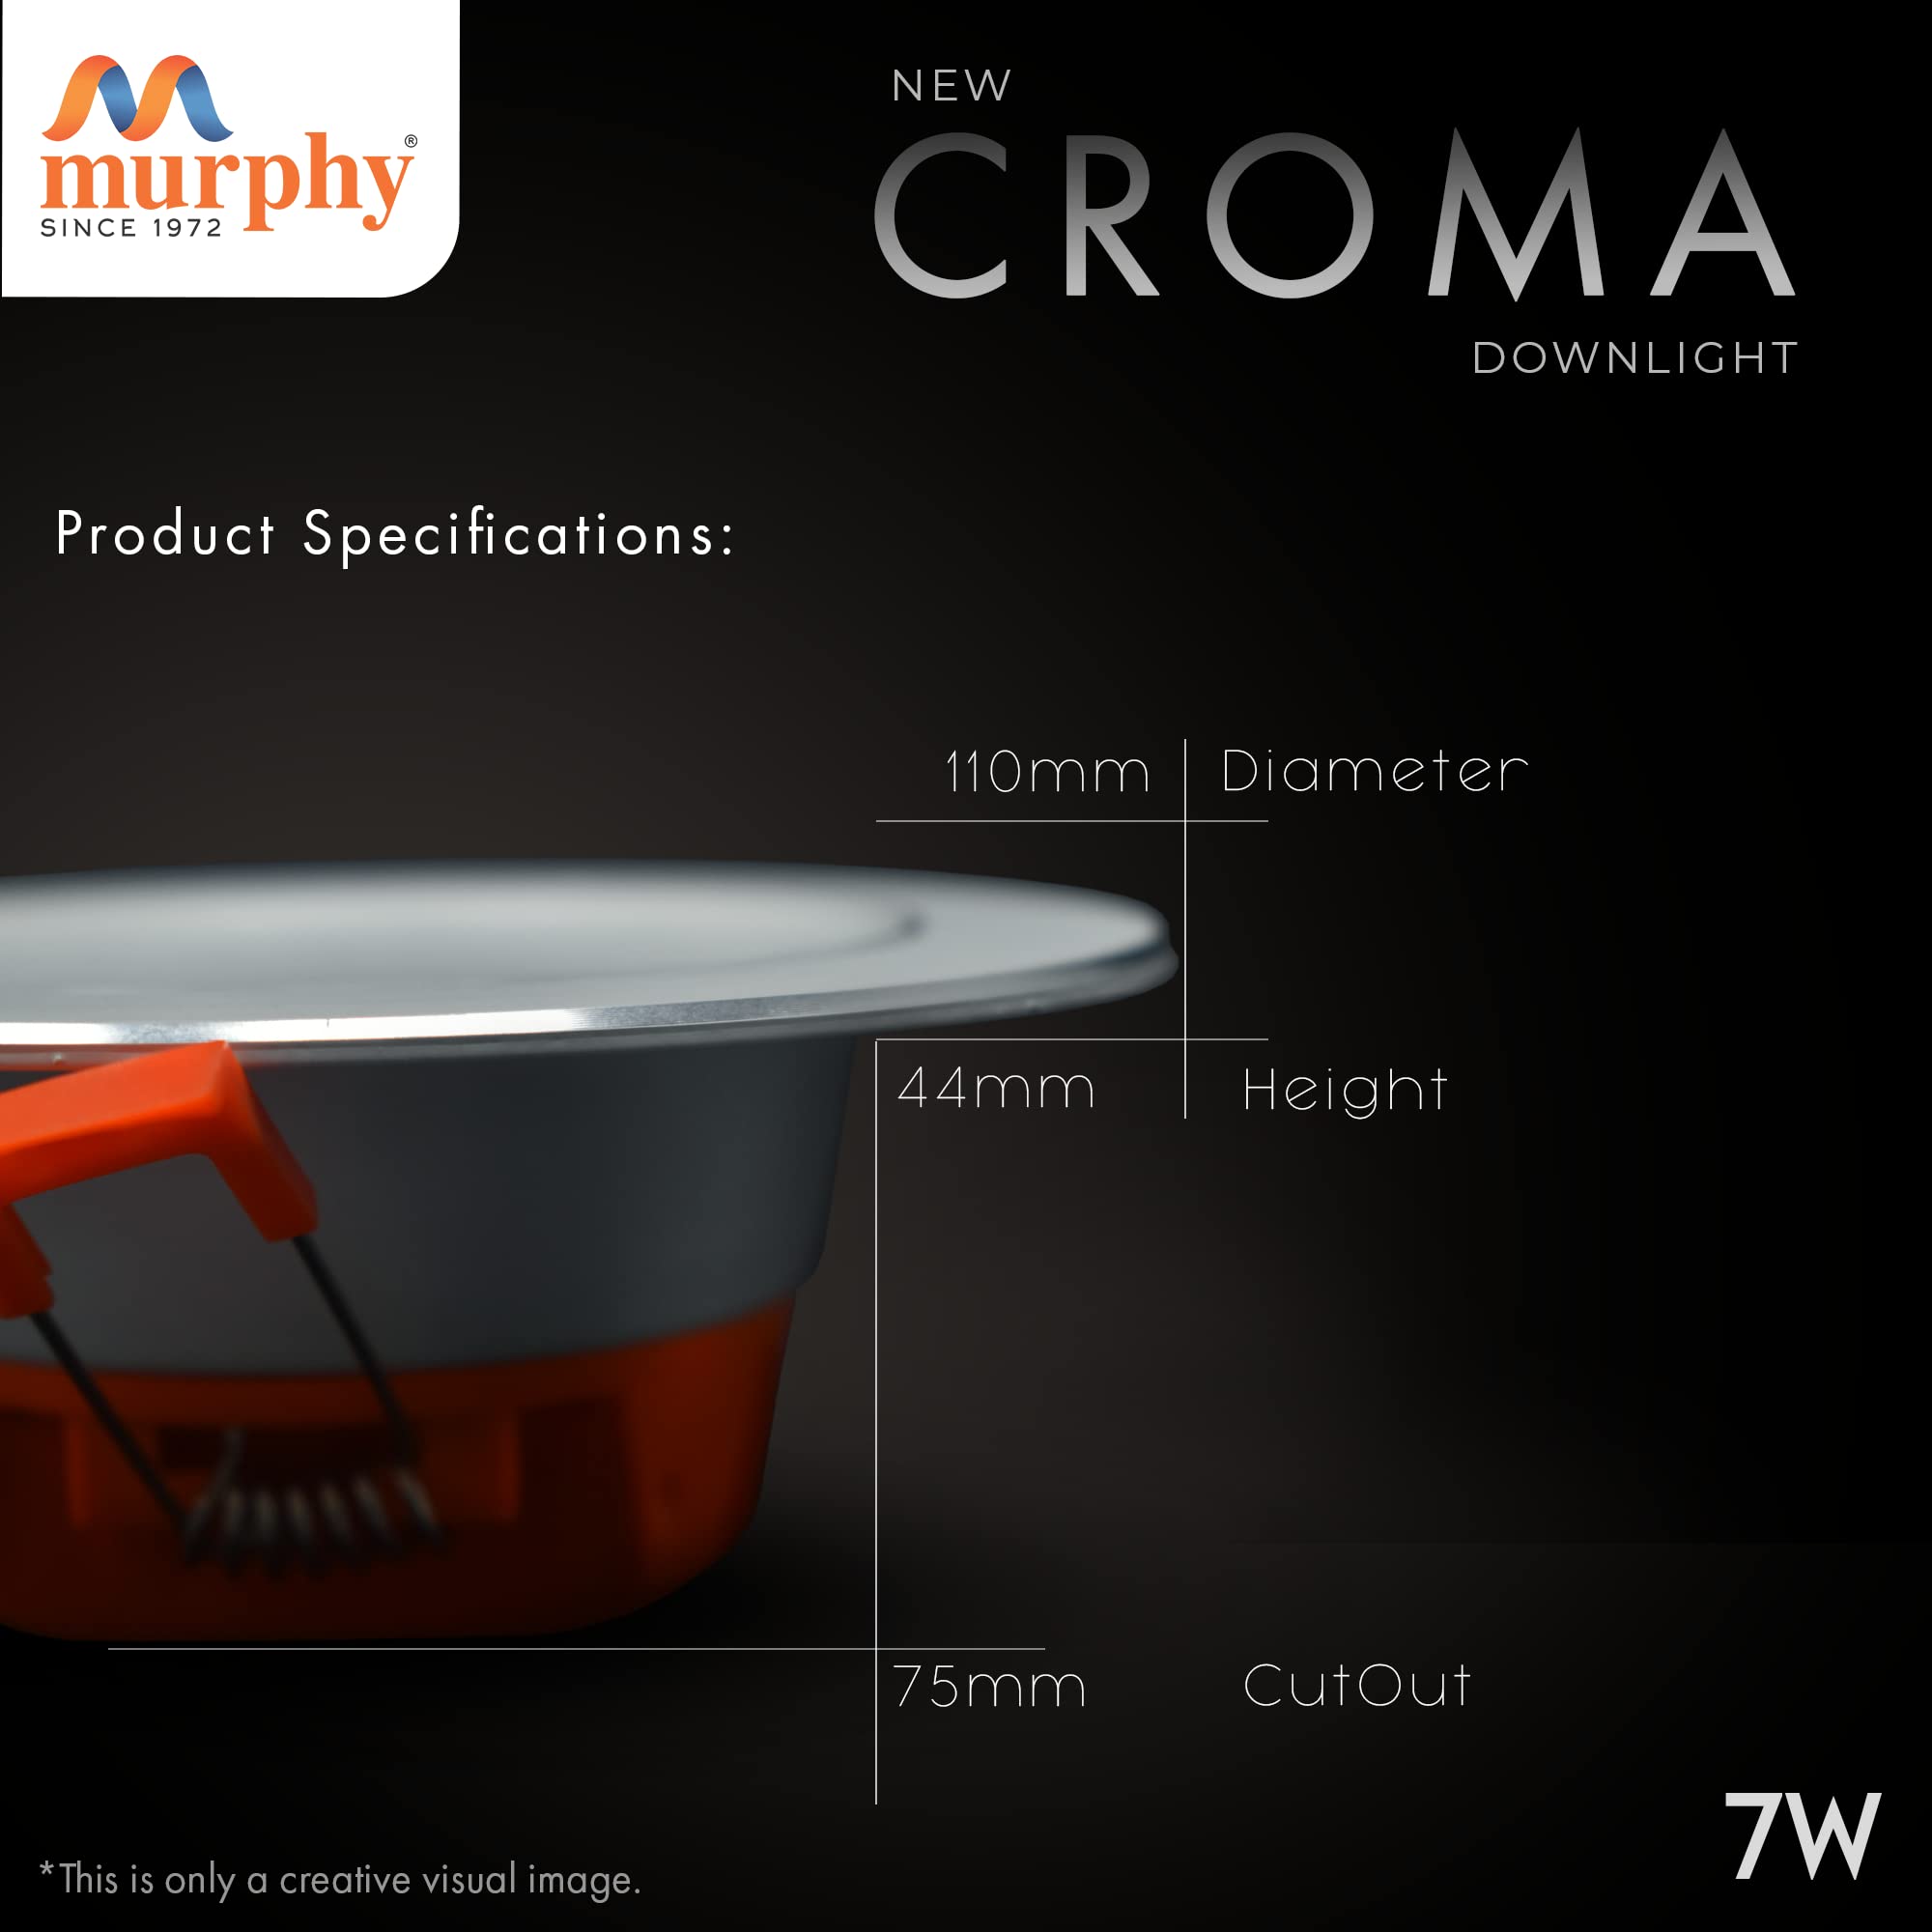 murphy®
SINCE 1972
NEW
CROMA
DOWNLIGHT
Product Specifications:
110mm Diameter
44mm Height
75mm CutOut
7W
*This is only a creative visual image.